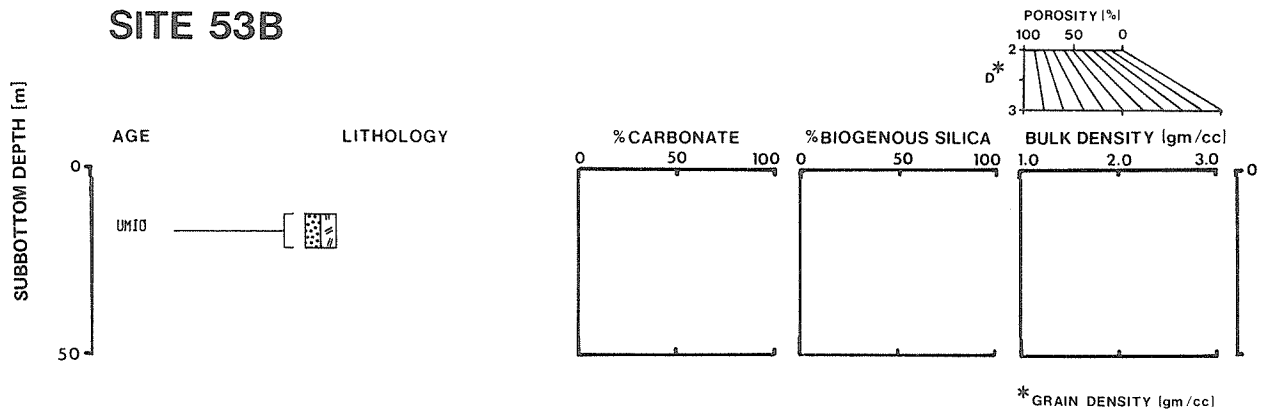 SITE 53B
POROSITY [%]
100 50 0
2
D*
3
SUBBOTTOM DEPTH [m]
AGE LITHOLOGY %CARBONATE %BIOGENOUS SILICA BULK DENSITY [gm/cc]
0 0 50 100 0 50 100 1.0 2.0 3.0 0
UMIO
50
*GRAIN DENSITY [gm/cc]